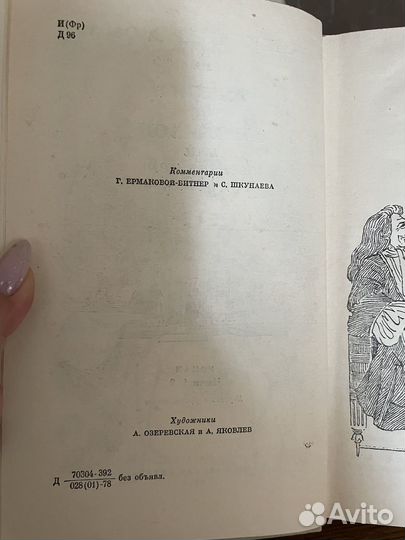 И(Фр)
Д 96
Комментарии
Г. ЕРМАКОВОЙ-БИТНЕР и С. ШКУНАЕВА
Художники
А. ОЗЕРЕВСКАЯ и А. ЯКОВЛЕВ
70304-392
Д без объявл.
028(01)-78
Avito